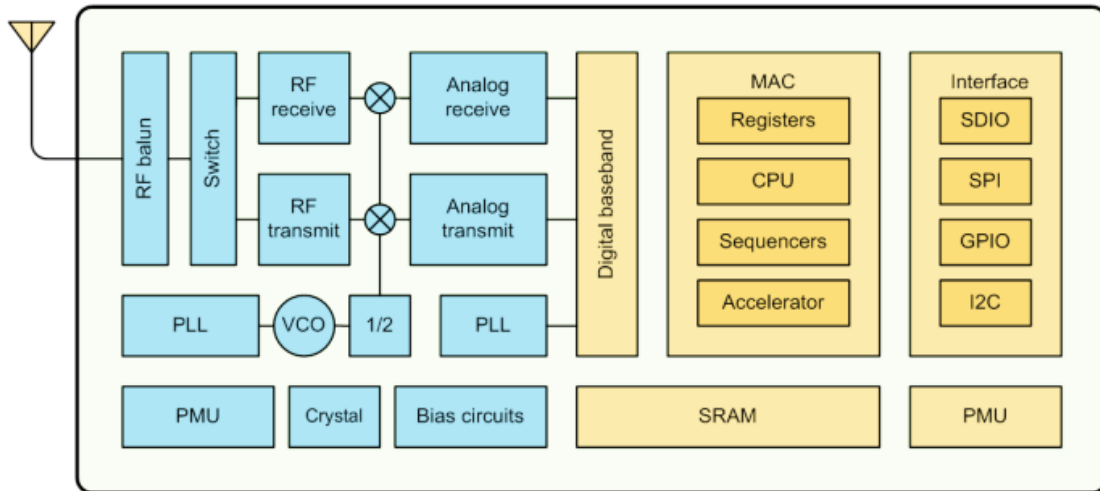 RF balun
Switch
RF
receive
Analog
receive
RF
transmit
Analog
transmit
PLL
VCO
1/2
PLL
Digital baseband
MAC
Registers
CPU
Sequencers
Accelerator
Interface
SDIO
SPI
GPIO
I2C
PMU
Crystal
Bias circuits
SRAM
PMU